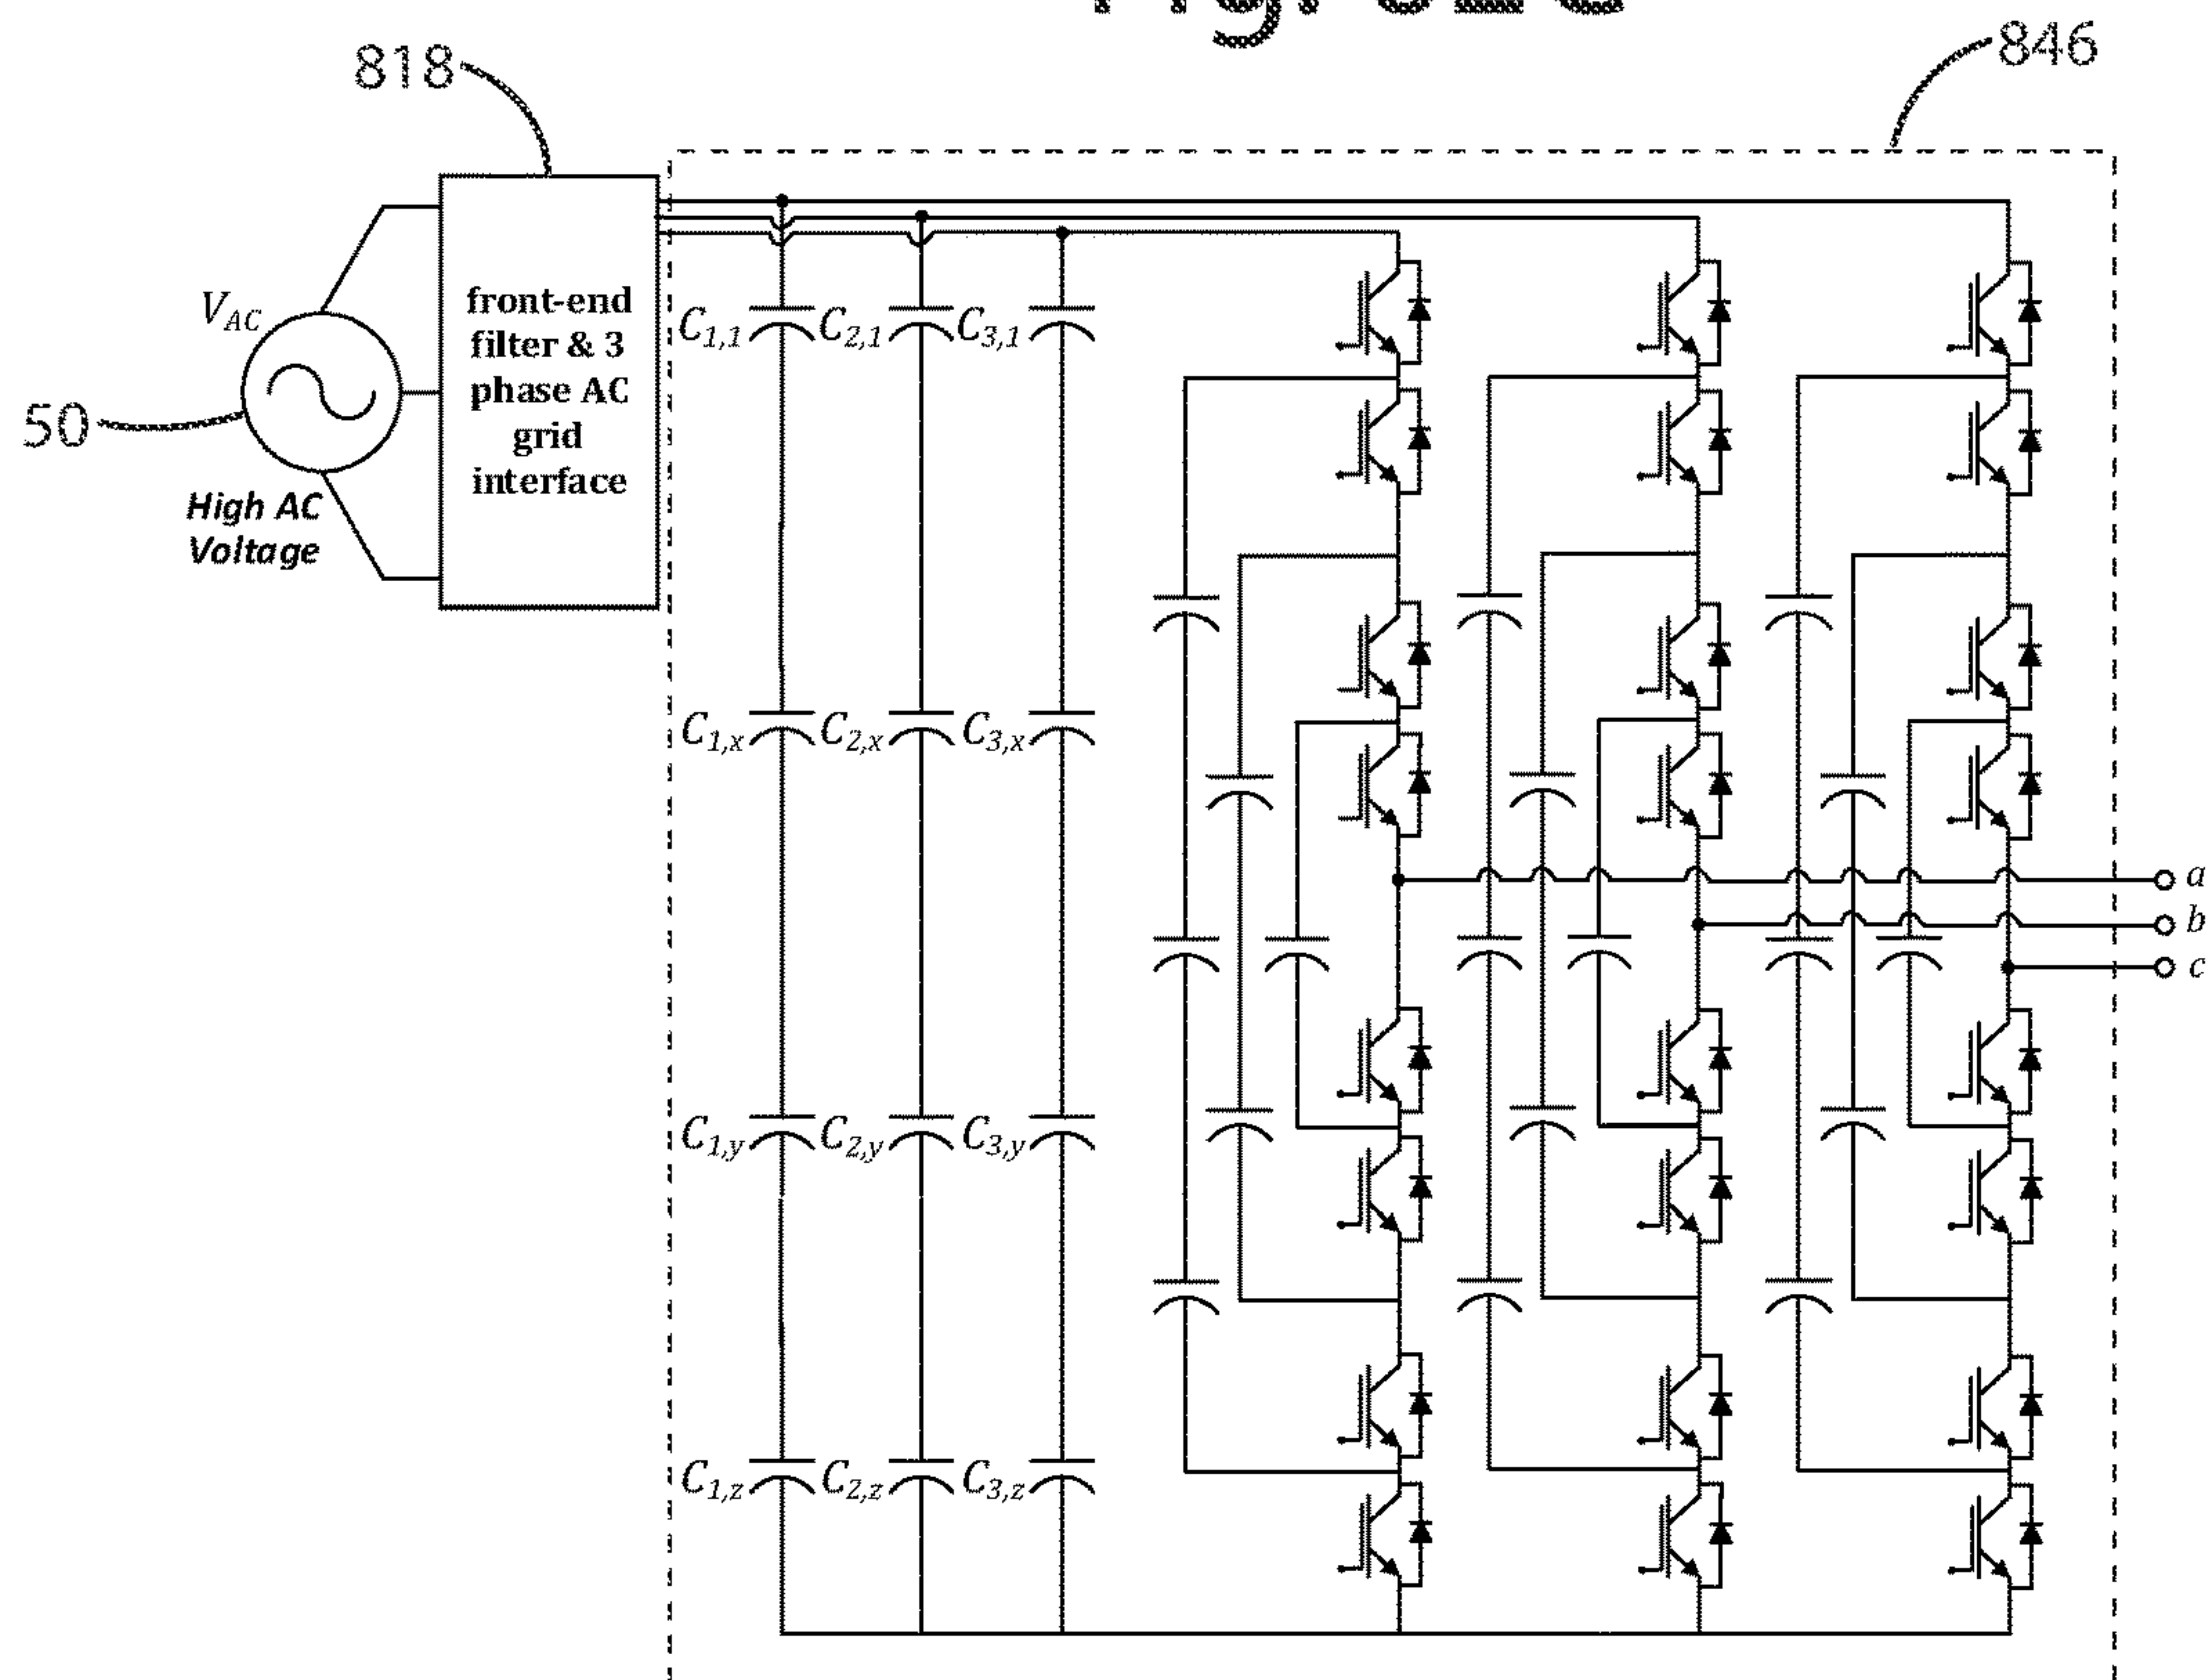 818
846
V_AC
50
High AC
Voltage
front-end
filter & 3
phase AC
grid
interface
C_1,1 C_2,1 C_3,1
C_1,x C_2,x C_3,x
a
b
c
C_1,y C_2,y C_3,y
C_1,z C_2,z C_3,z